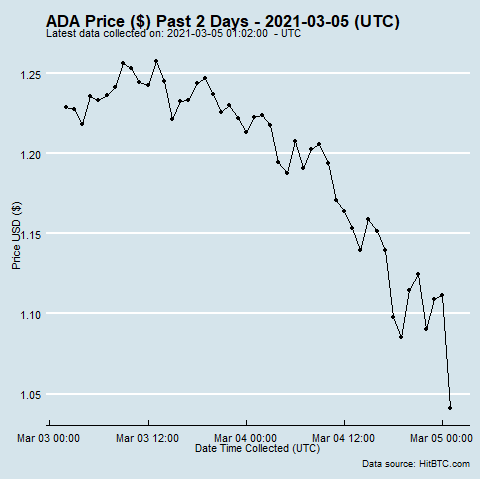 ADA Price ($) Past 2 Days - 2021-03-05 (UTC)
Latest data collected on: 2021-03-05 01:02:00 - UTC
1.25
1.20
1.15
1.10
1.05
Price USD ($)
Mar 03 00:00 Mar 03 12:00 Mar 04 00:00 Mar 04 12:00 Mar 05 00:00
Date Time Collected (UTC)
Data source: HitBTC.com